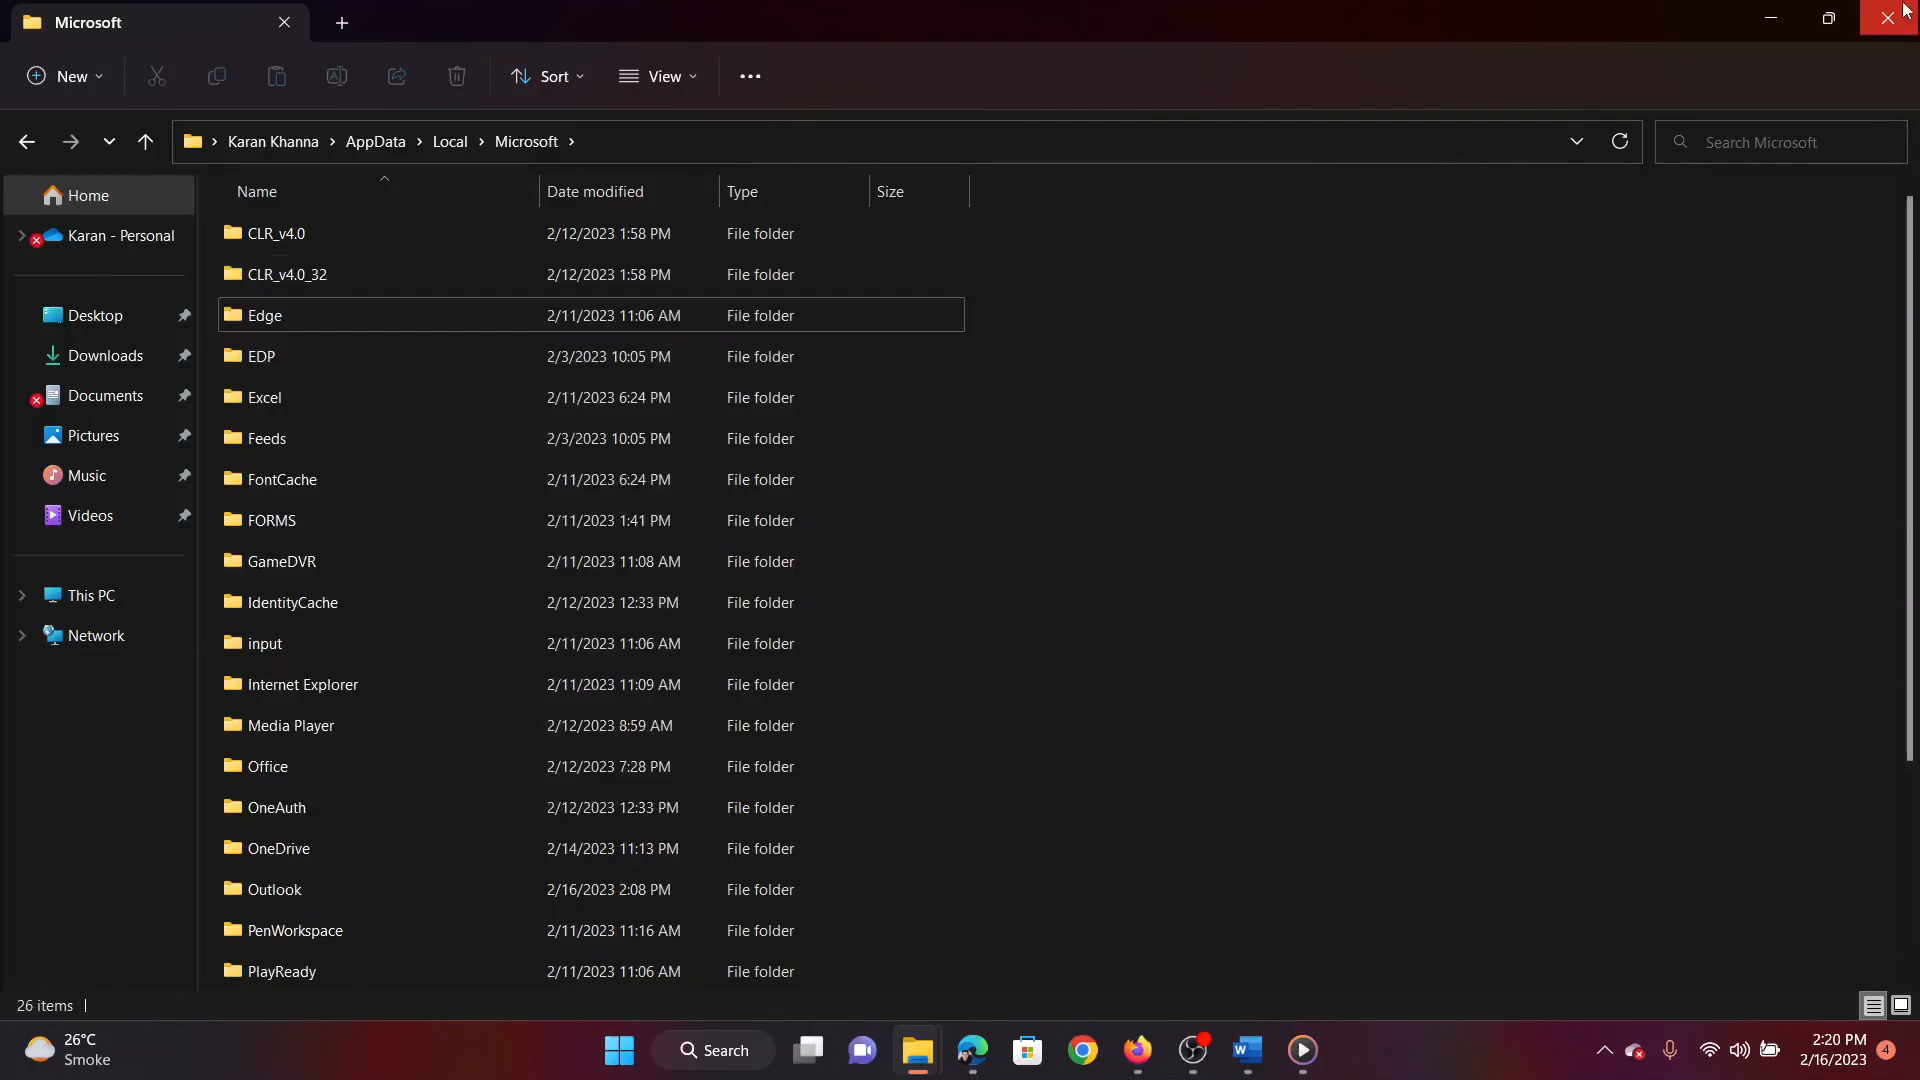 Microsoft
New
Sort
View
Karan Khanna > AppData > Local > Microsoft >
Search Microsoft
Name Date modified Type Size
Home
Karan - Personal
Desktop
Downloads
Documents
Pictures
Music
Videos
This PC
Network
CLR_v4.0 2/12/2023 1:58 PM File folder
CLR_v4.0_32 2/12/2023 1:58 PM File folder
Edge 2/11/2023 11:06 AM File folder
EDP 2/3/2023 10:05 PM File folder
Excel 2/11/2023 6:24 PM File folder
Feeds 2/3/2023 10:05 PM File folder
FontCache 2/11/2023 6:24 PM File folder
FORMS 2/11/2023 1:41 PM File folder
GameDVR 2/11/2023 11:08 AM File folder
IdentityCache 2/12/2023 12:33 PM File folder
input 2/11/2023 11:06 AM File folder
Internet Explorer 2/11/2023 11:09 AM File folder
Media Player 2/12/2023 8:59 AM File folder
Office 2/12/2023 7:28 PM File folder
OneAuth 2/12/2023 12:33 PM File folder
OneDrive 2/14/2023 11:13 PM File folder
Outlook 2/16/2023 2:08 PM File folder
PenWorkspace 2/11/2023 11:16 AM File folder
PlayReady 2/11/2023 11:06 AM File folder
26 items
26°C
Smoke
Search
W
2:20 PM
2/16/2023
4